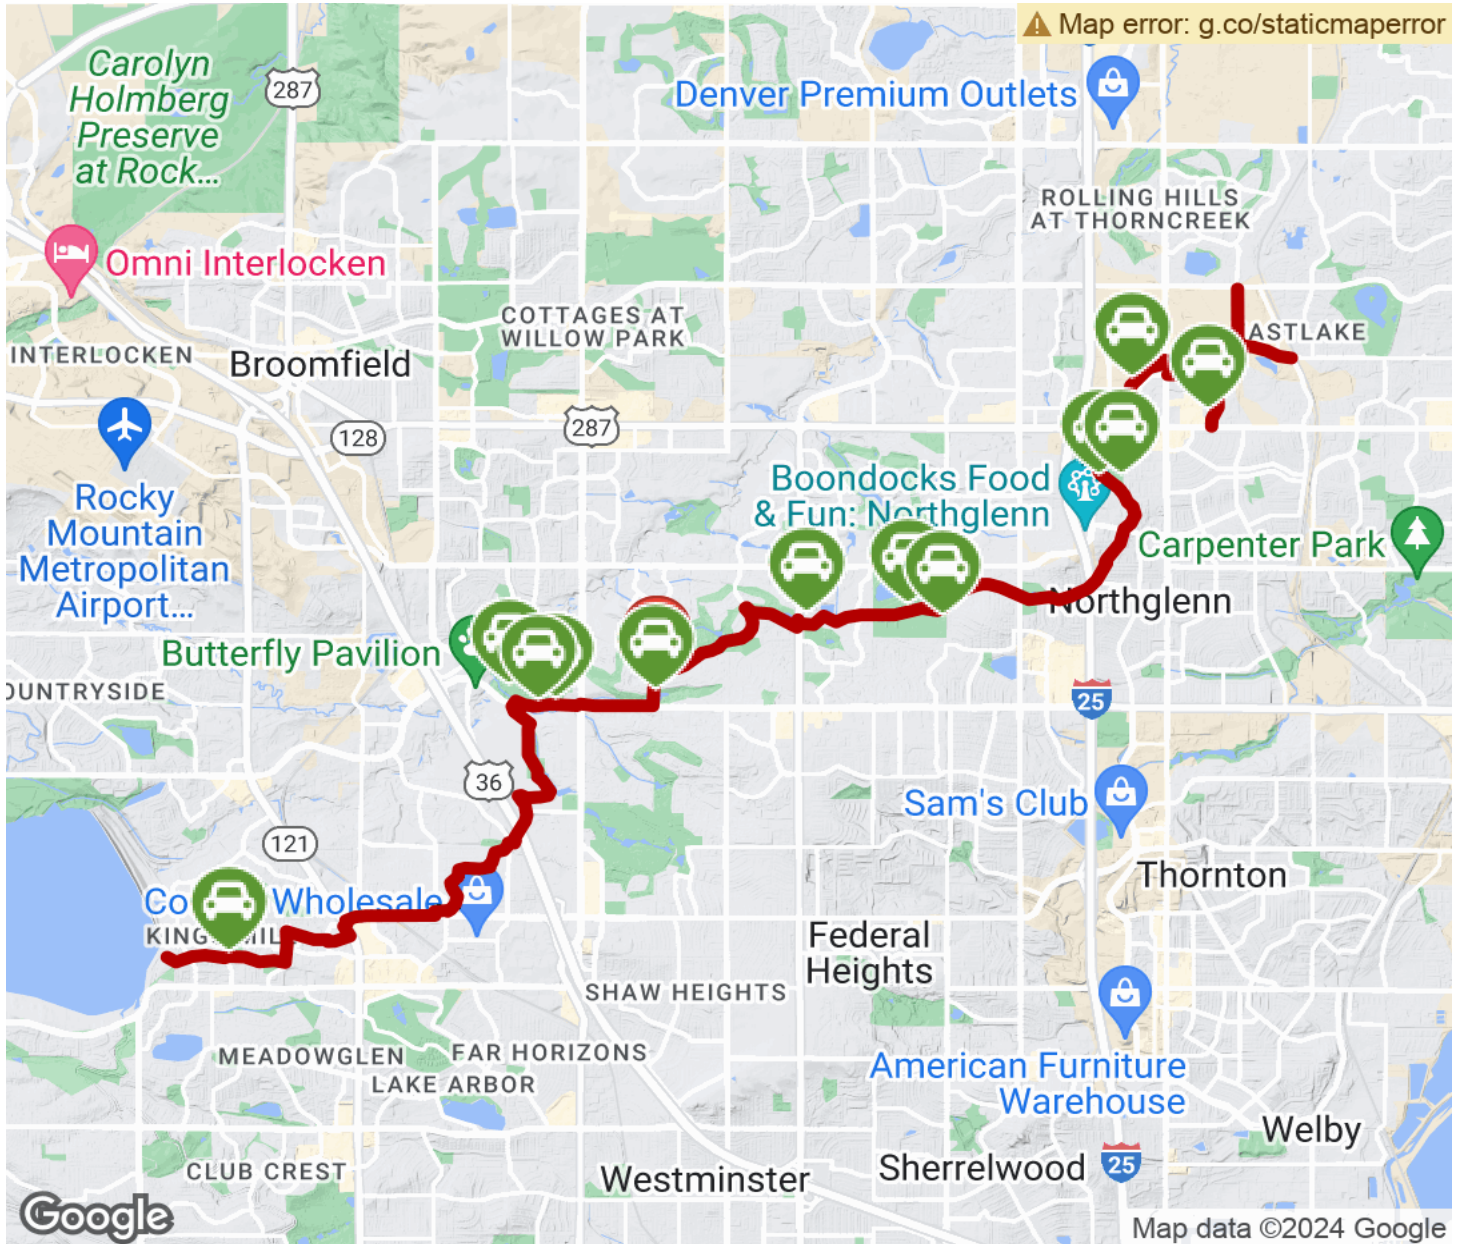 Map error: g.co/staticmaperror
Carolyn
Holmberg
Preserve
at Rock...
287
Denver Premium Outlets
ROLLING HILLS
AT THORNCREEK
Omni Interlocken
COTTAGES AT
WILLOW PARK
INTERLOCKEN
Broomfield
ASTLAKE
128
287
Rocky
Mountain
Metropolitan
Airport...
Boondocks Food
& Fun: Northglenn
Carpenter Park
Northglenn
Butterfly Pavilion
OUNTRYSIDE
25
36
Sam's Club
121
Thornton
Co Wholesale
KING MIL
Federal
Heights
SHAW HEIGHTS
MEADOWGLEN
FAR HORIZONS
LAKE ARBOR
American Furniture
Warehouse
Welby
CLUB CREST
Westminster
Sherrelwood
25
Google
Map data ©2024 Google